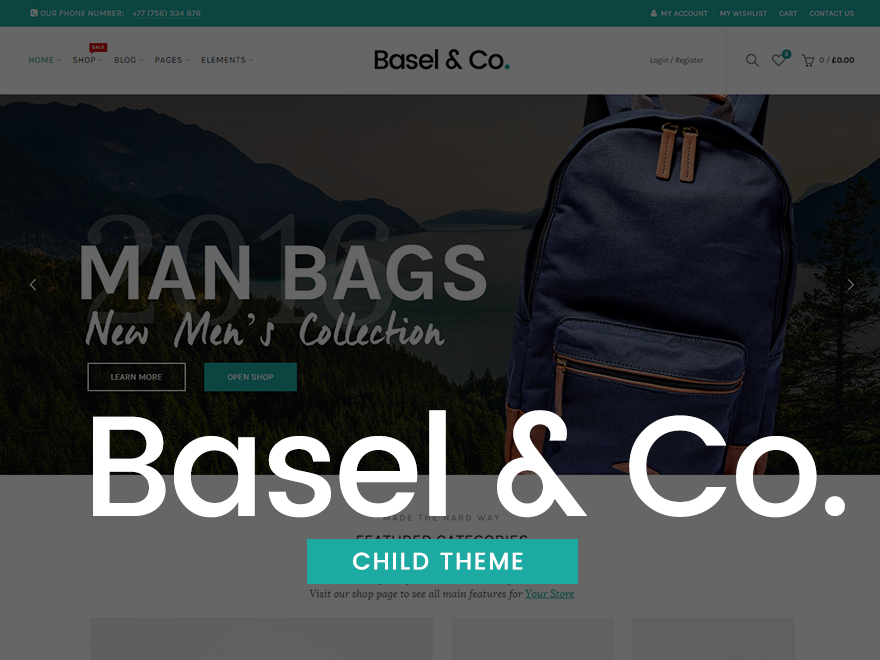 OUR PHONE NUMBER: +77 (756) 334 876
MY ACCOUNT MY WISHLIST CART CONTACT US
SALE
HOME SHOP BLOG PAGES ELEMENTS
Basel & Co.
Login / Register
0
0 / £0.00
2016
MAN BAGS
New Men's Collection
LEARN MORE OPEN SHOP
Basel & Co.
MADE THE HARD WAY
FEATURED CATEGORIES
CHILD THEME
Visit our shop page to see all main features for Your Store